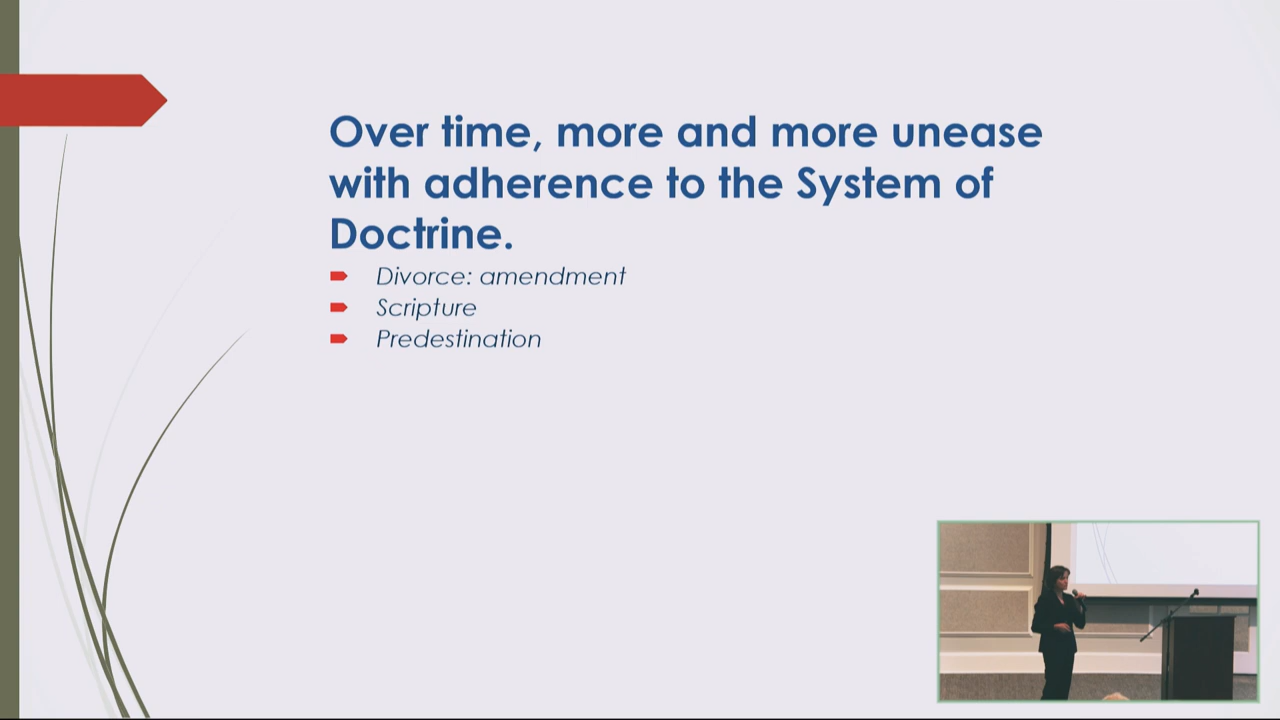 Over time, more and more unease
with adherence to the System of
Doctrine.
Divorce: amendment
Scripture
Predestination